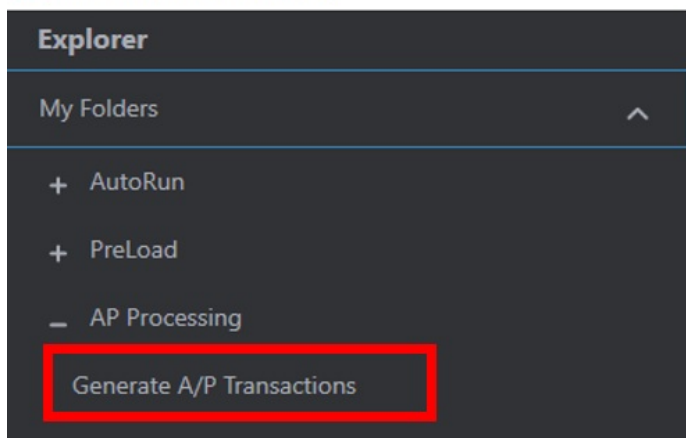 Explorer
My Folders
AutoRun
PreLoad
AP Processing
Generate A/P Transactions